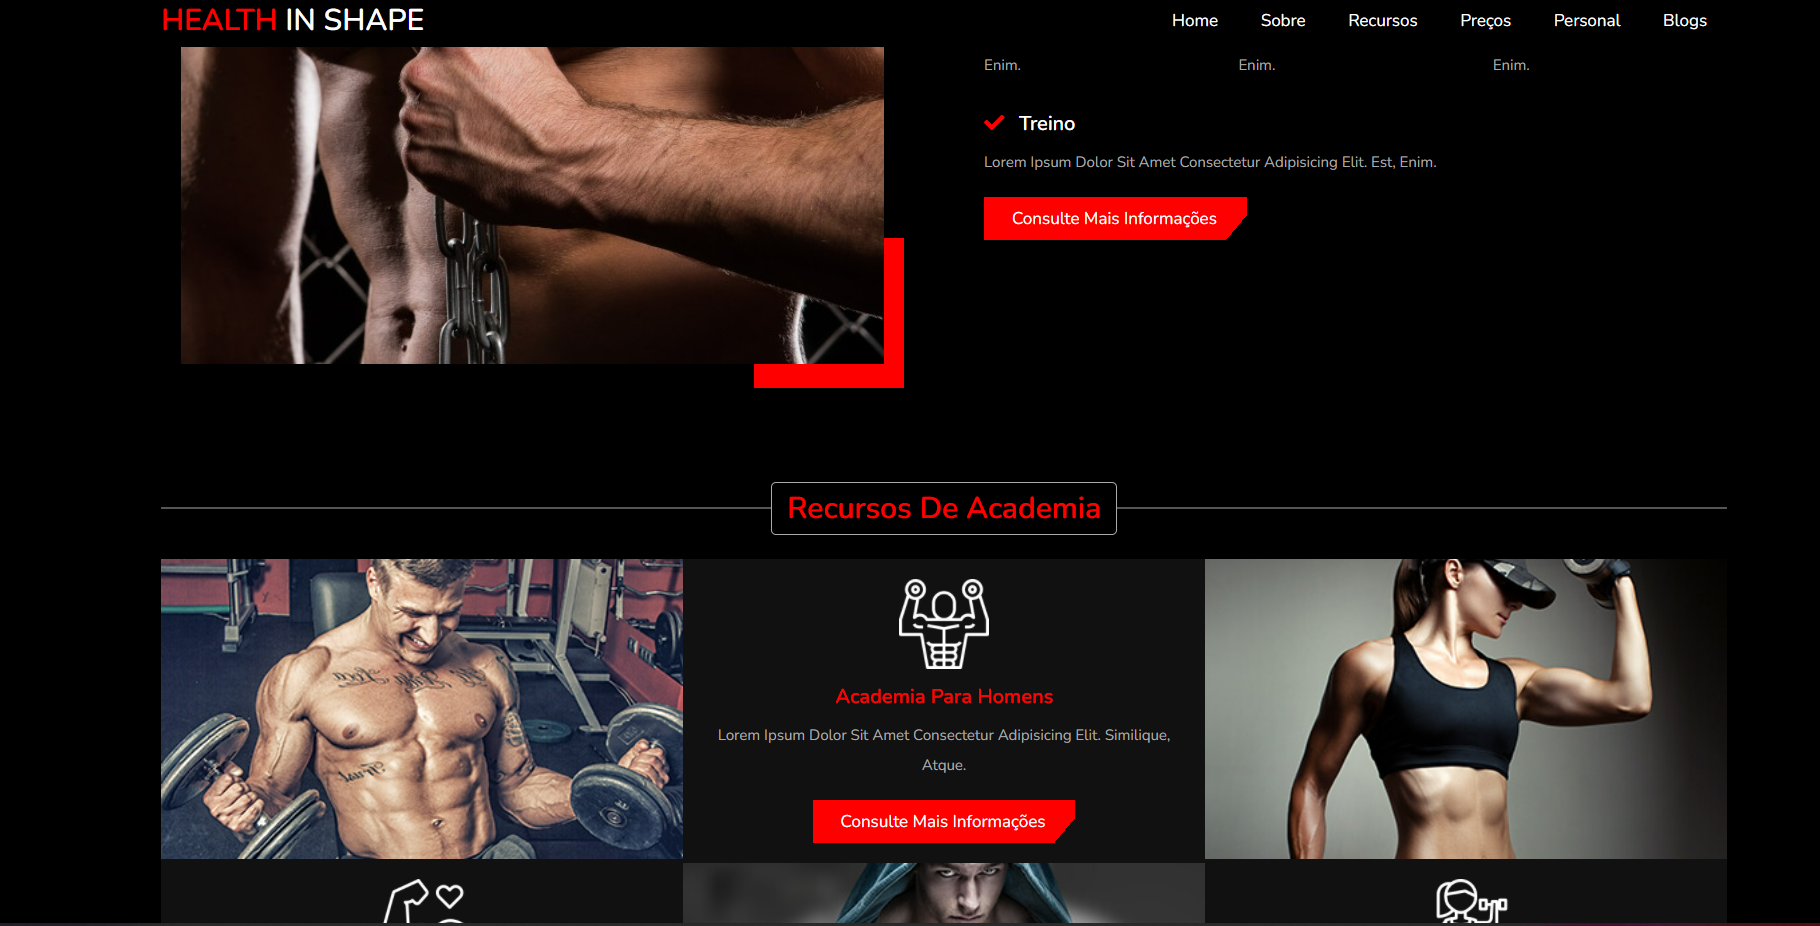 HEALTH IN SHAPE
Home Sobre Recursos Preços Personal Blogs
Enim. Enim. Enim.
Treino
Lorem Ipsum Dolor Sit Amet Consectetur Adipisicing Elit. Est, Enim.
Consulte Mais Informações
Recursos De Academia
Academia Para Homens
Lorem Ipsum Dolor Sit Amet Consectetur Adipisicing Elit. Similique,
Atque.
Consulte Mais Informações